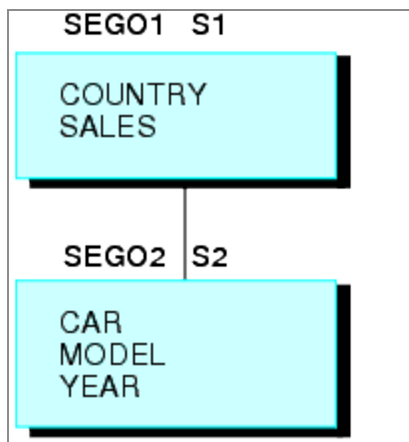 SEGO1 S1
COUNTRY
SALES
SEGO2 S2
CAR
MODEL
YEAR